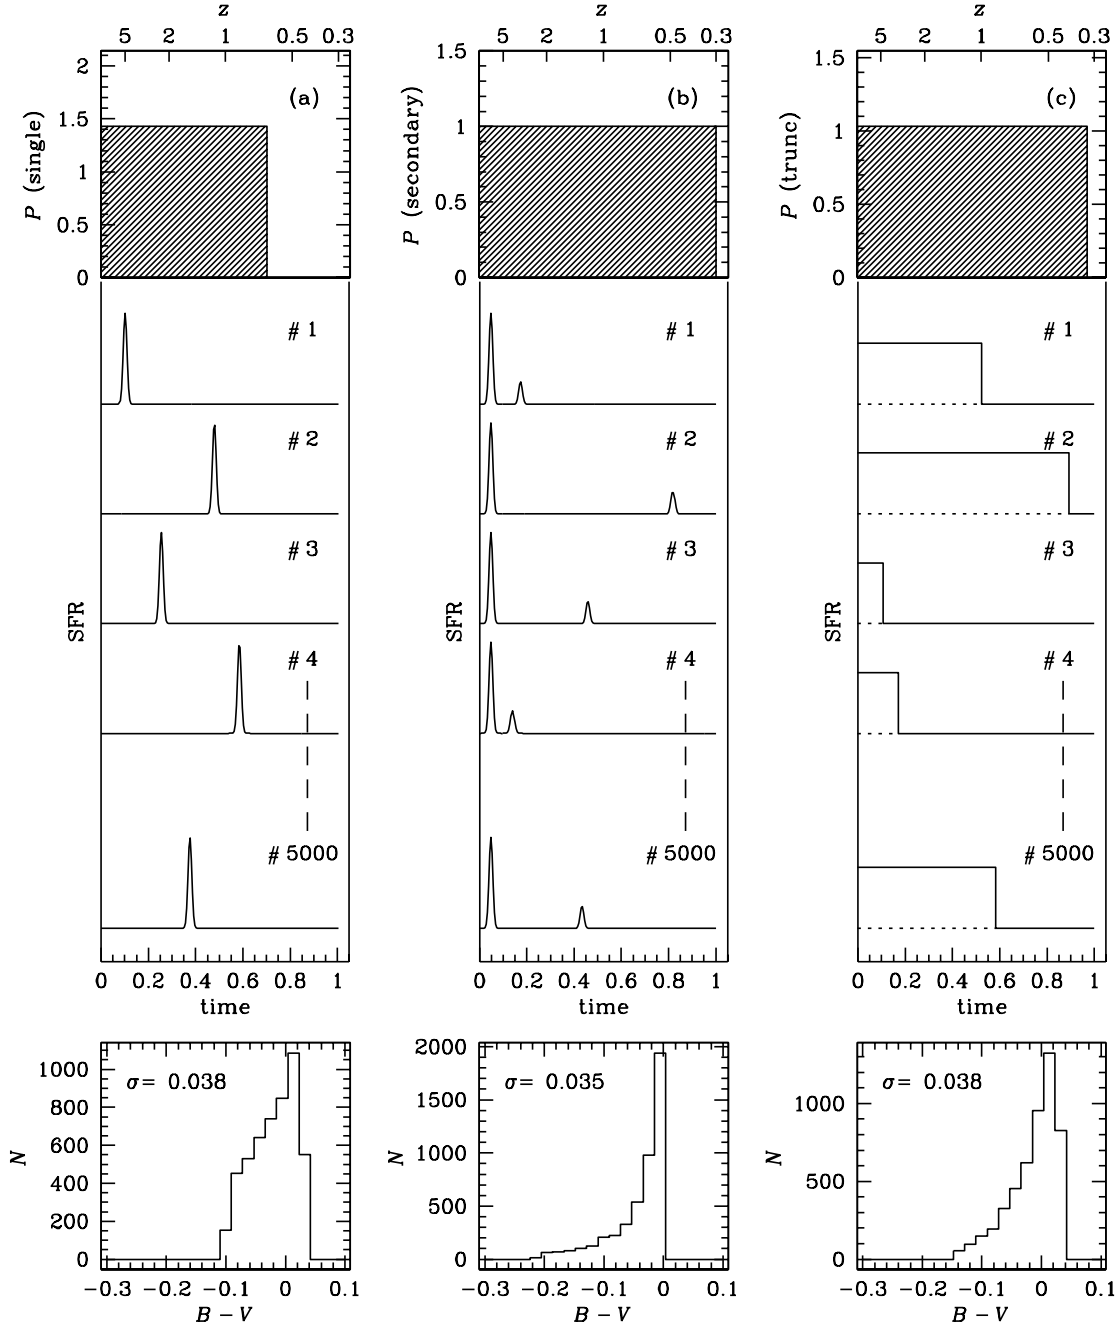 z z z
5 2 1 0.5 0.3 5 2 1 0.5 0.3 5 2 1 0.5 0.3
(a) (b) (c)
P (single)
2
1.5
1
0.5
0
P (secondary)
1.5
1
0.5
0
P (trunc)
1.5
1
0.5
0
SFR
# 1
# 2
# 3
# 4
# 5000
0 0.2 0.4 0.6 0.8 1
time
SFR
# 1
# 2
# 3
# 4
# 5000
0 0.2 0.4 0.6 0.8 1
time
SFR
# 1
# 2
# 3
# 4
# 5000
0 0.2 0.4 0.6 0.8 1
time
N
1000
800
600
400
200
0
σ= 0.038
−0.3 −0.2 −0.1 0 0.1
B − V
N
2000
1500
1000
500
0
σ= 0.035
−0.3 −0.2 −0.1 0 0.1
B − V
N
1000
500
0
σ= 0.038
−0.3 −0.2 −0.1 0 0.1
B − V